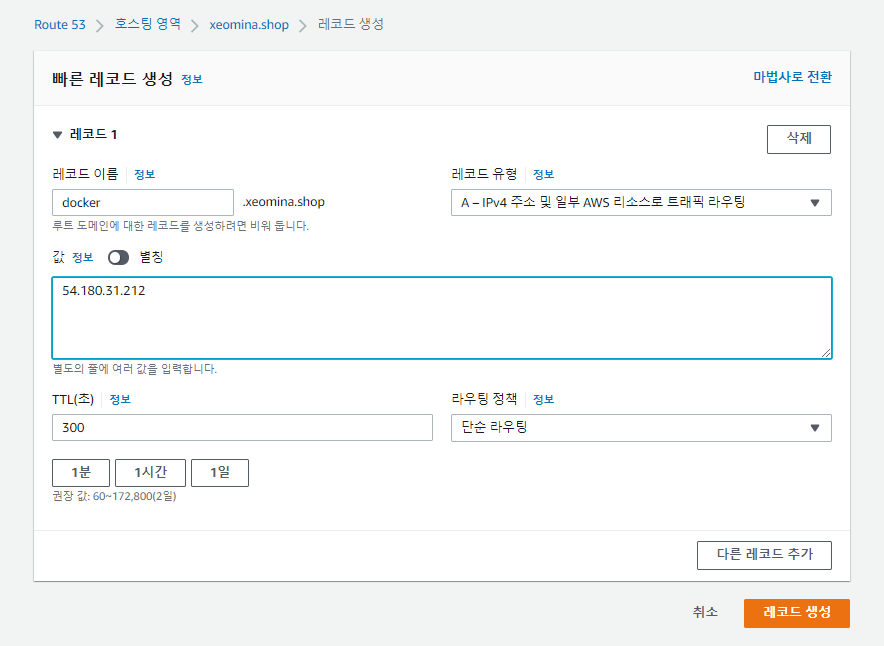 Route 53 > 호스팅 영역 > xeomina.shop > 레코드 생성
빠른 레코드 생성 정보
마법사로 전환
▼ 레코드 1
삭제
레코드 이름 정보
docker .xeomina.shop
루트 도메인에 대한 레코드를 생성하려면 비워 둡니다.
레코드 유형 정보
A – IPv4 주소 및 일부 AWS 리소스로 트래픽 라우팅
값 정보 별칭
54.180.31.212
별도의 줄에 여러 값을 입력합니다.
TTL(초) 정보
300
1분 1시간 1일
권장 값: 60~172,800(2일)
라우팅 정책 정보
단순 라우팅
다른 레코드 추가
취소 레코드 생성